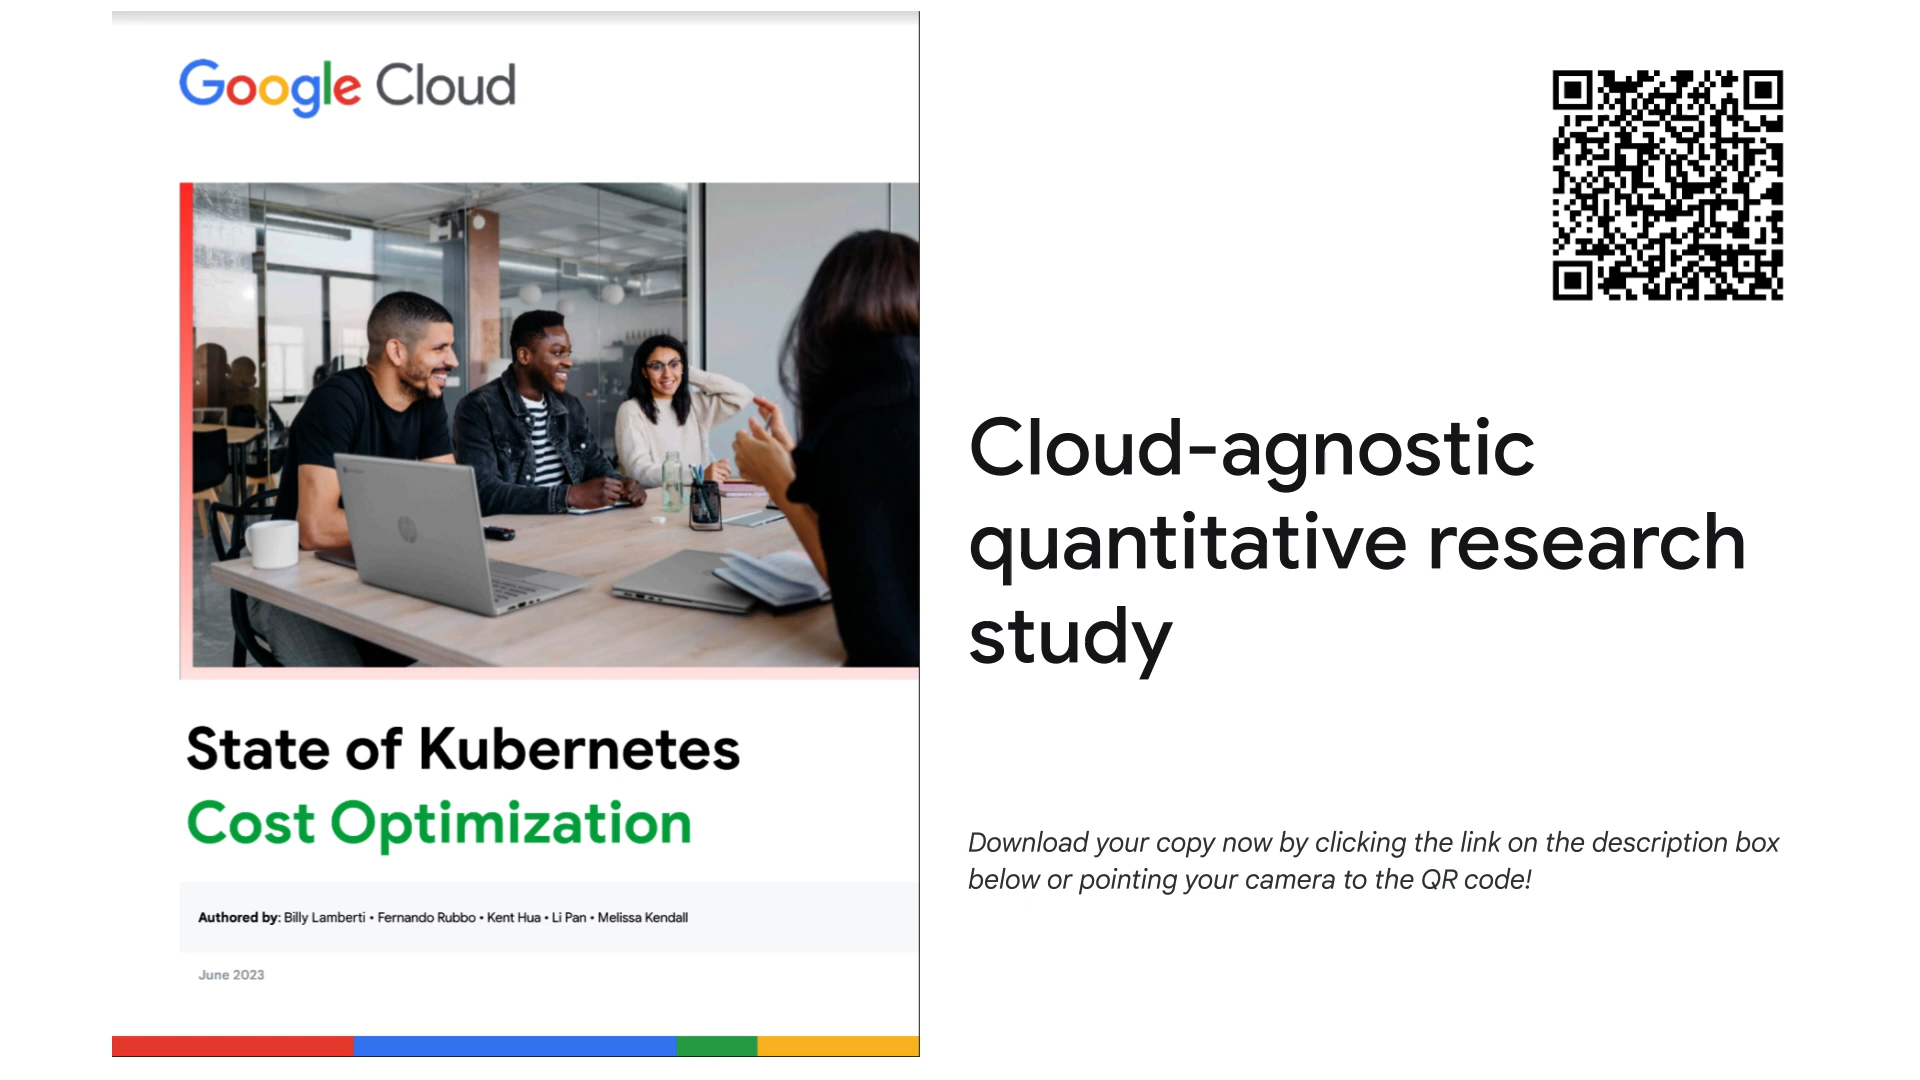 Google Cloud
State of Kubernetes
Cost Optimization
Authored by: Billy Lamberti • Fernando Rubbo • Kent Hua • Li Pan • Melissa Kendall
June 2023
Cloud-agnostic
quantitative research
study
Download your copy now by clicking the link on the description box
below or pointing your camera to the QR code!